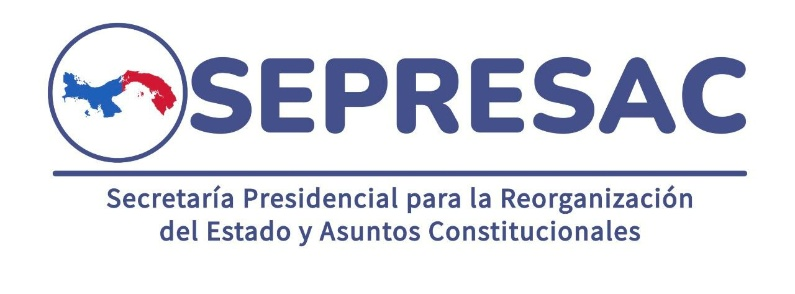 SEPRESAC
Secretaría Presidencial para la Reorganización
del Estado y Asuntos Constitucionales